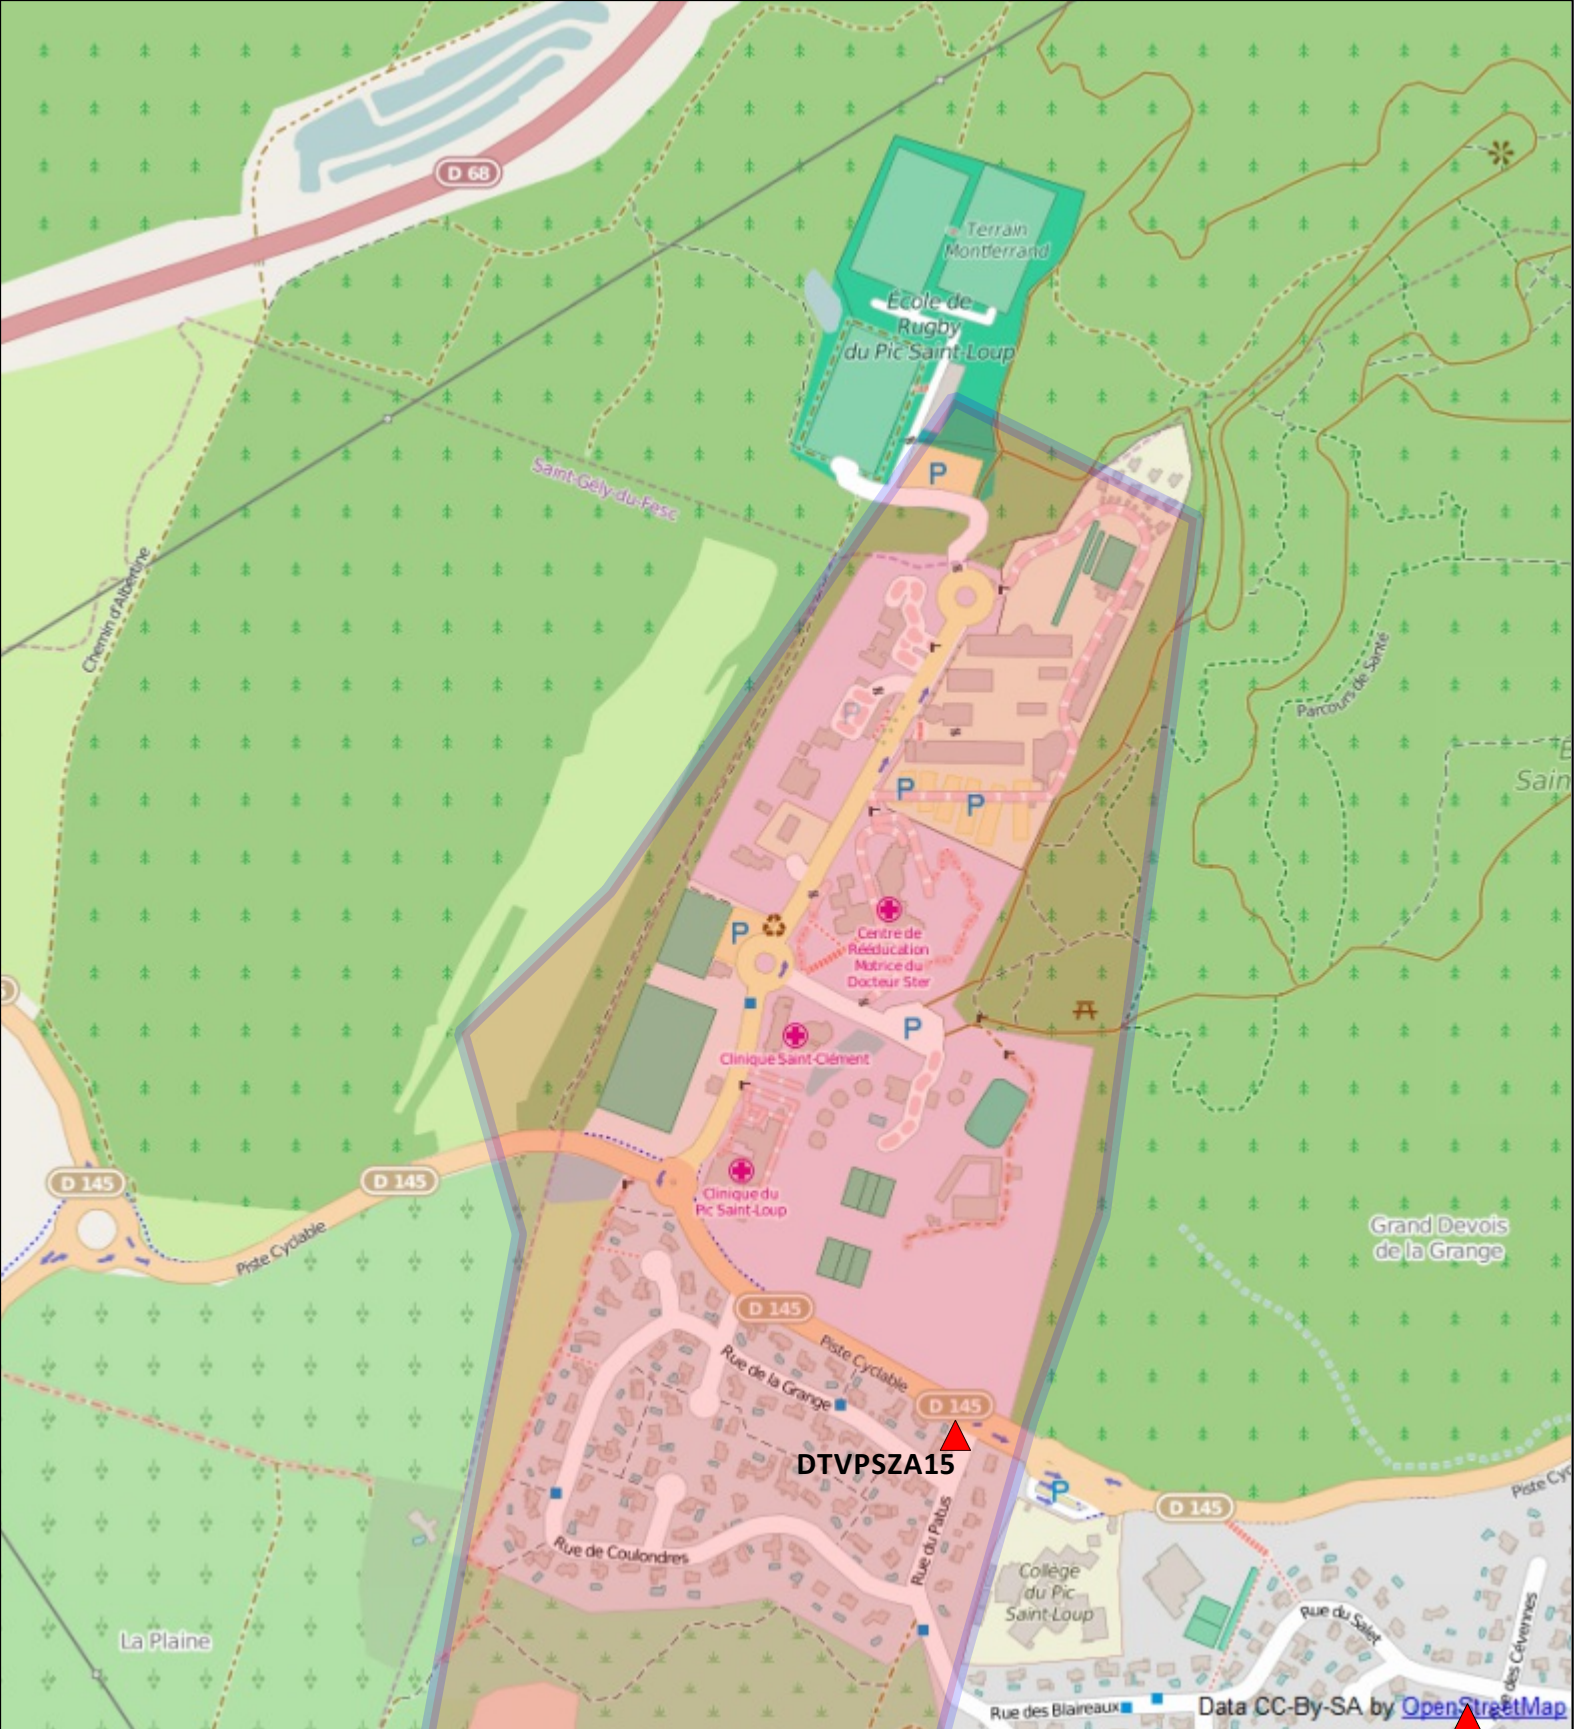 D 68
Terrain
Montferrand
École de
Rugby
du Pic Saint-Loup
P
Saint-Gély-du-Fesc
Chemin d'Albertine
Parcours de Santé
P
P
P
Sain
P
Centre de
Rééducation
Motrice du
Docteur Ster
P
Clinique Saint-Clément
D 145
D 145
Clinique du
Pic Saint-Loup
Piste Cyclable
Grand Devois
de la Grange
D 145
Piste Cyclable
Rue de la Grange
D 145
DTVPSZA15
P
D 145
Piste Cyc
Rue du Patus
Rue de Coulondres
Collège
du Pic
Saint-Loup
Rue du Salet
Rue des Cévennes
La Plaine
Rue des Blaireaux
Data CC-By-SA by OpenStreetMap